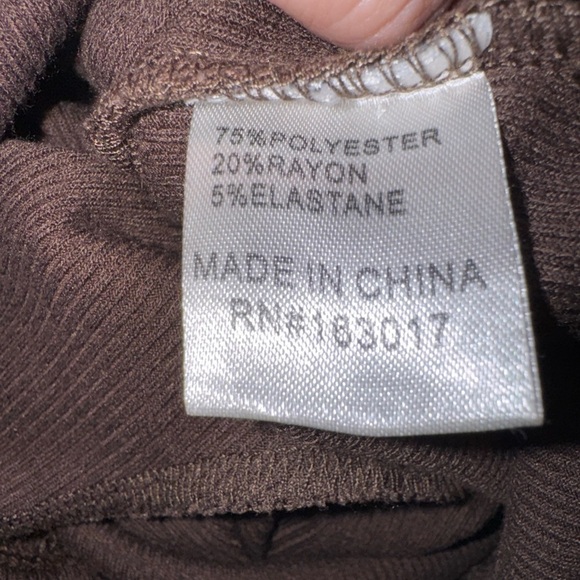 75%POLYESTER
20%RAYON
5%ELASTANE
MADE IN CHINA
RN#163017